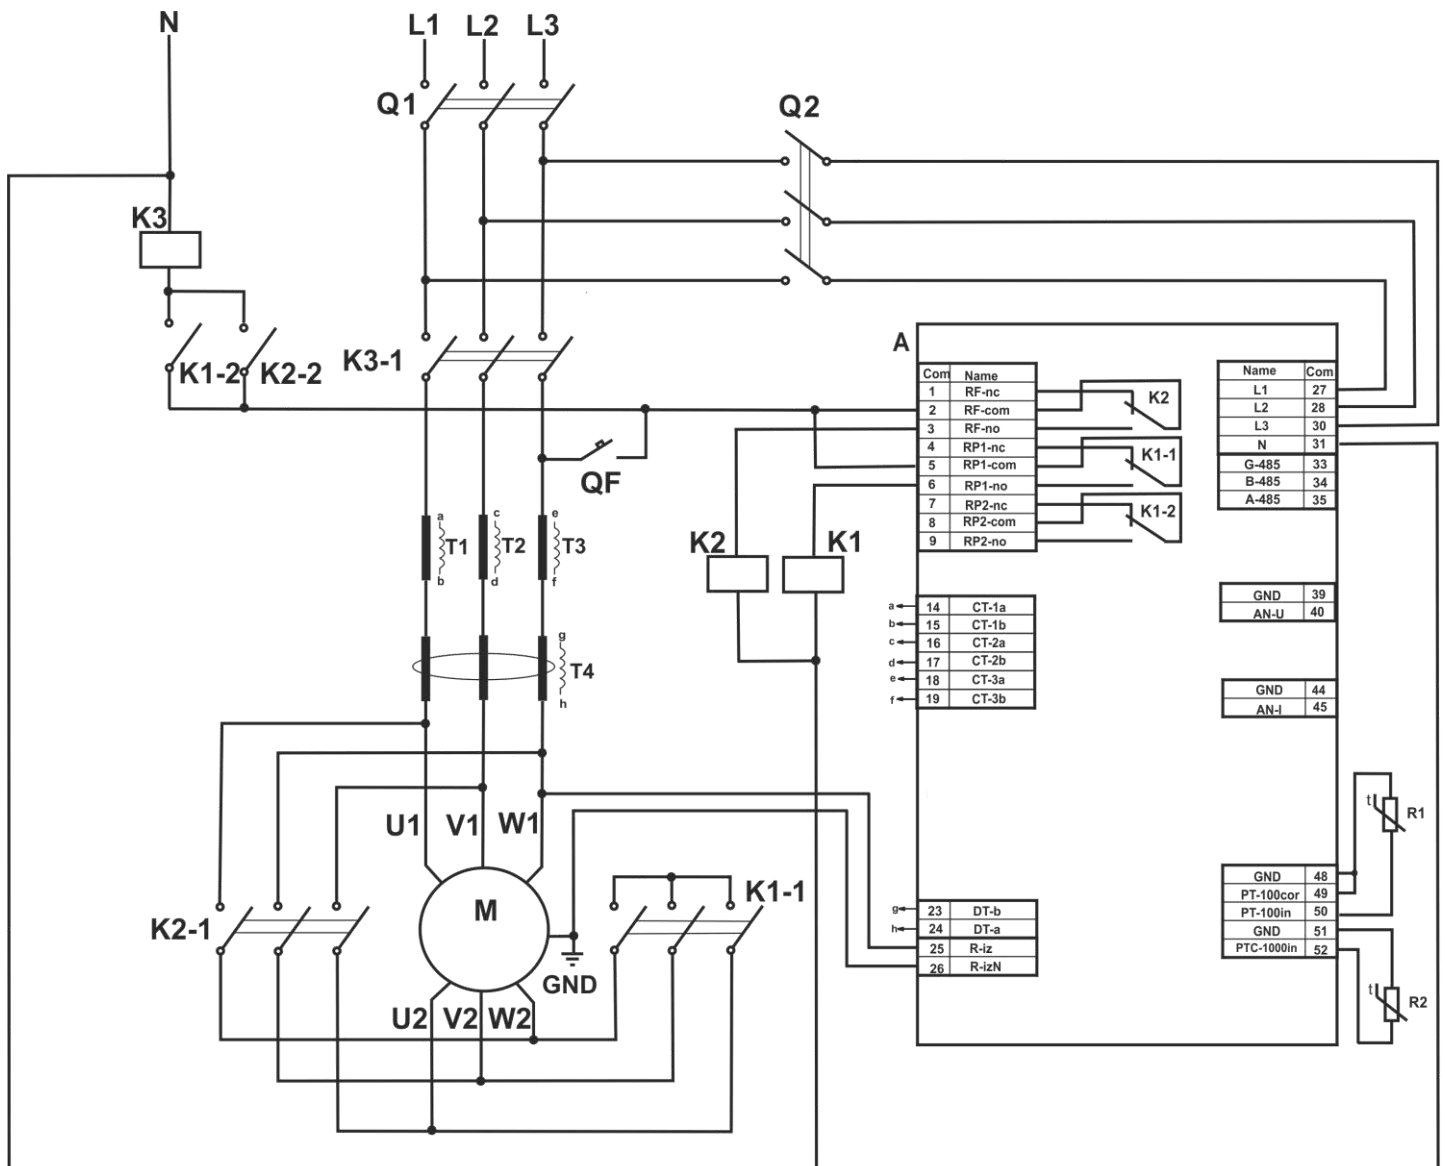 N
L1 L2 L3
Q1
Q2
K3
K3-1
K1-2 K2-2
QF
A
Com Name
1 RF-nc
2 RF-com
3 RF-no
4 RP1-nc
5 RP1-com
6 RP1-no
7 RP2-nc
8 RP2-com
9 RP2-no
K2
K1-1
K1-2
Name Com
L1 27
L2 28
L3 30
N 31
G-485 33
B-485 34
A-485 35
a c e
T1 T2 T3
b d f
K2 K1
g
T4
h
a 14 CT-1a
b 15 CT-1b
c 16 CT-2a
d 17 CT-2b
e 18 CT-3a
f 19 CT-3b
GND 39
AN-U 40
GND 44
AN-I 45
U1 V1 W1
M
K2-1
K1-1
GND
U2 V2 W2
g 23 DT-b
h 24 DT-a
25 R-iz
26 R-izN
t R1
GND 48
PT-100cor 49
PT-100in 50
GND 51
PTC-1000in 52
t R2